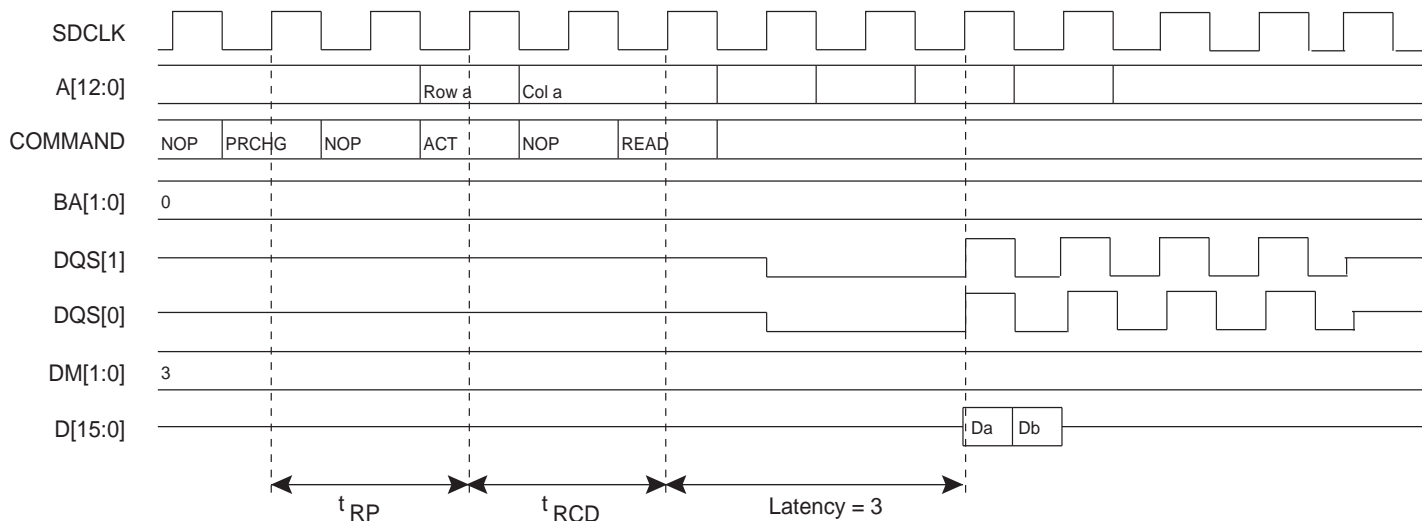 SDCLK
A[12:0] Row a Col a
COMMAND NOP PRCHG NOP ACT NOP READ
BA[1:0] 0
DQS[1]
DQS[0]
DM[1:0] 3
D[15:0] Da Db
t RP t RCD Latency = 3